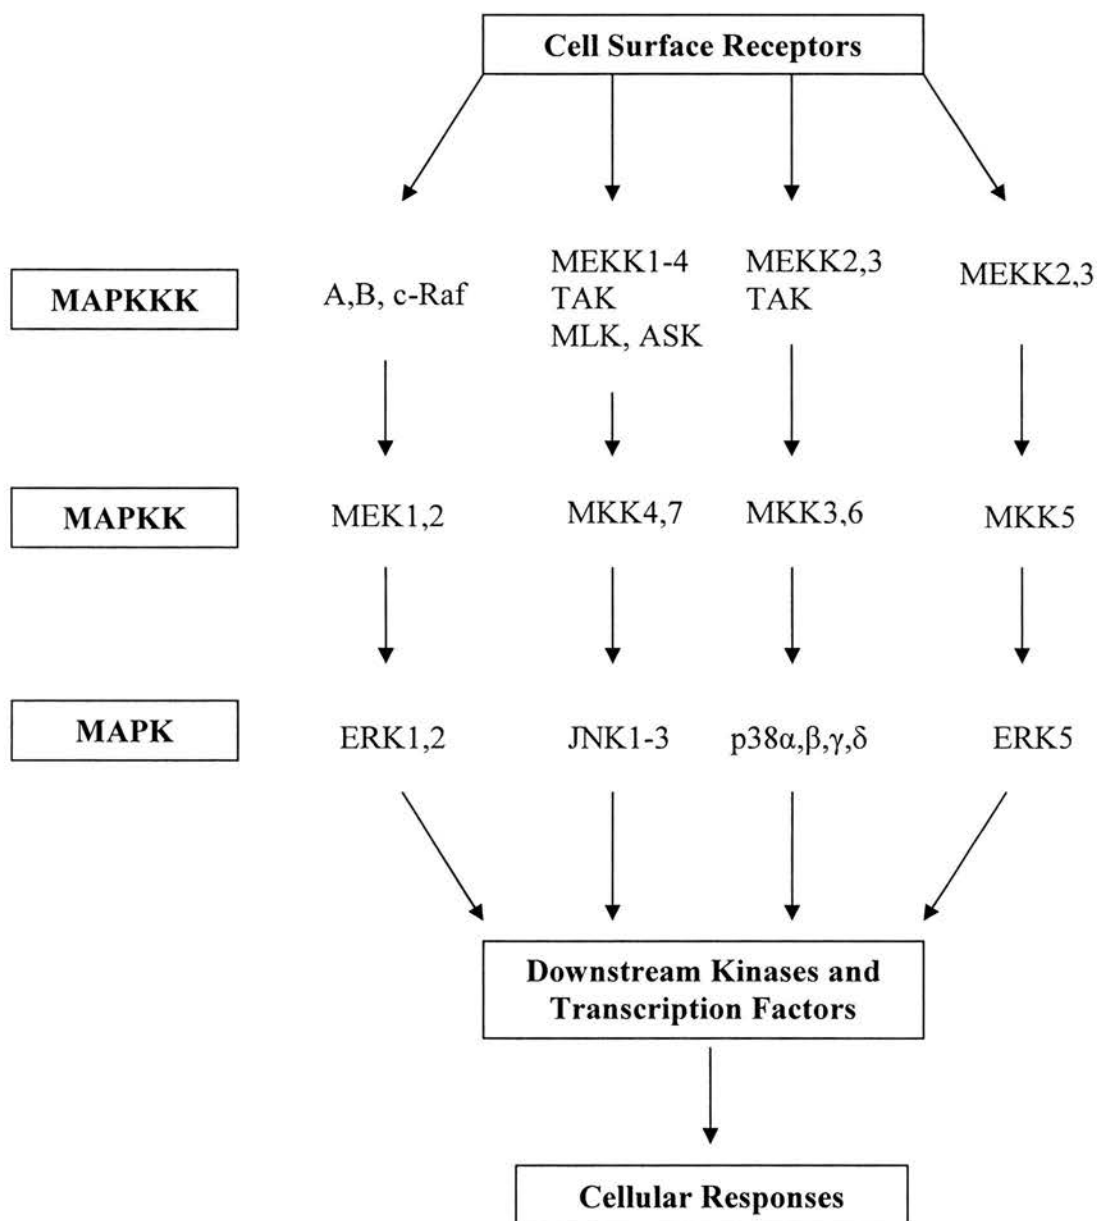 Cell Surface Receptors
MAPKKK
A,B, c-Raf
MEKK1-4
TAK
MLK, ASK
MEKK2,3
TAK
MEKK2,3
MAPKK
MEK1,2
MKK4,7
MKK3,6
MKK5
MAPK
ERK1,2
JNK1-3
p38α,β,γ,δ
ERK5
Downstream Kinases and
Transcription Factors
Cellular Responses